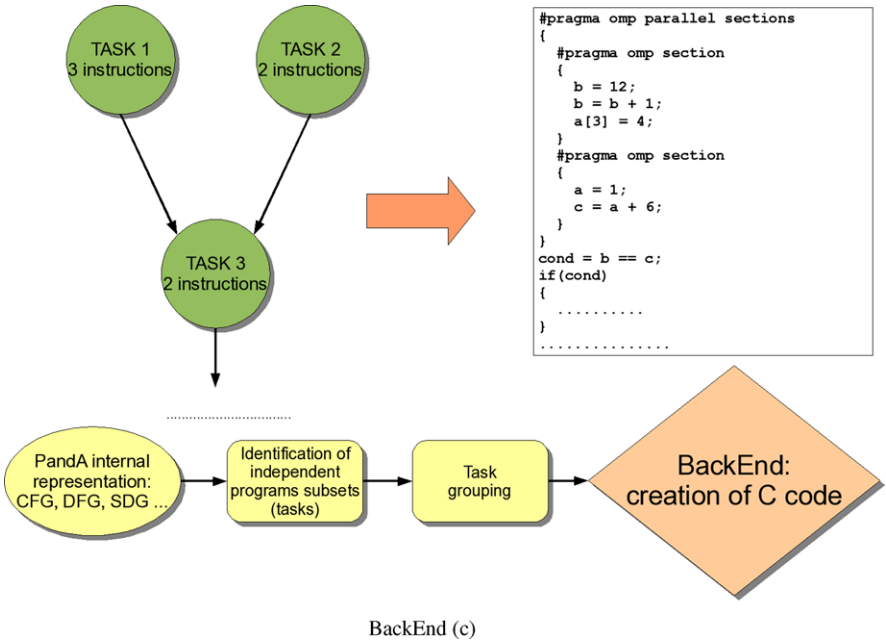 TASK 1
3 instructions
TASK 2
2 instructions
TASK 3
2 instructions
.................................
#pragma omp parallel sections
{
  #pragma omp section
  {
    b = 12;
    b = b + 1;
    a[3] = 4;
  }
  #pragma omp section
  {
    a = 1;
    c = a + 6;
  }
}
cond = b == c;
if(cond)
{
  ..........
}
...............
PandA internal
representation:
CFG, DFG, SDG ...
Identification of
independent
programs subsets
(tasks)
Task
grouping
BackEnd:
creation of C code
BackEnd (c)